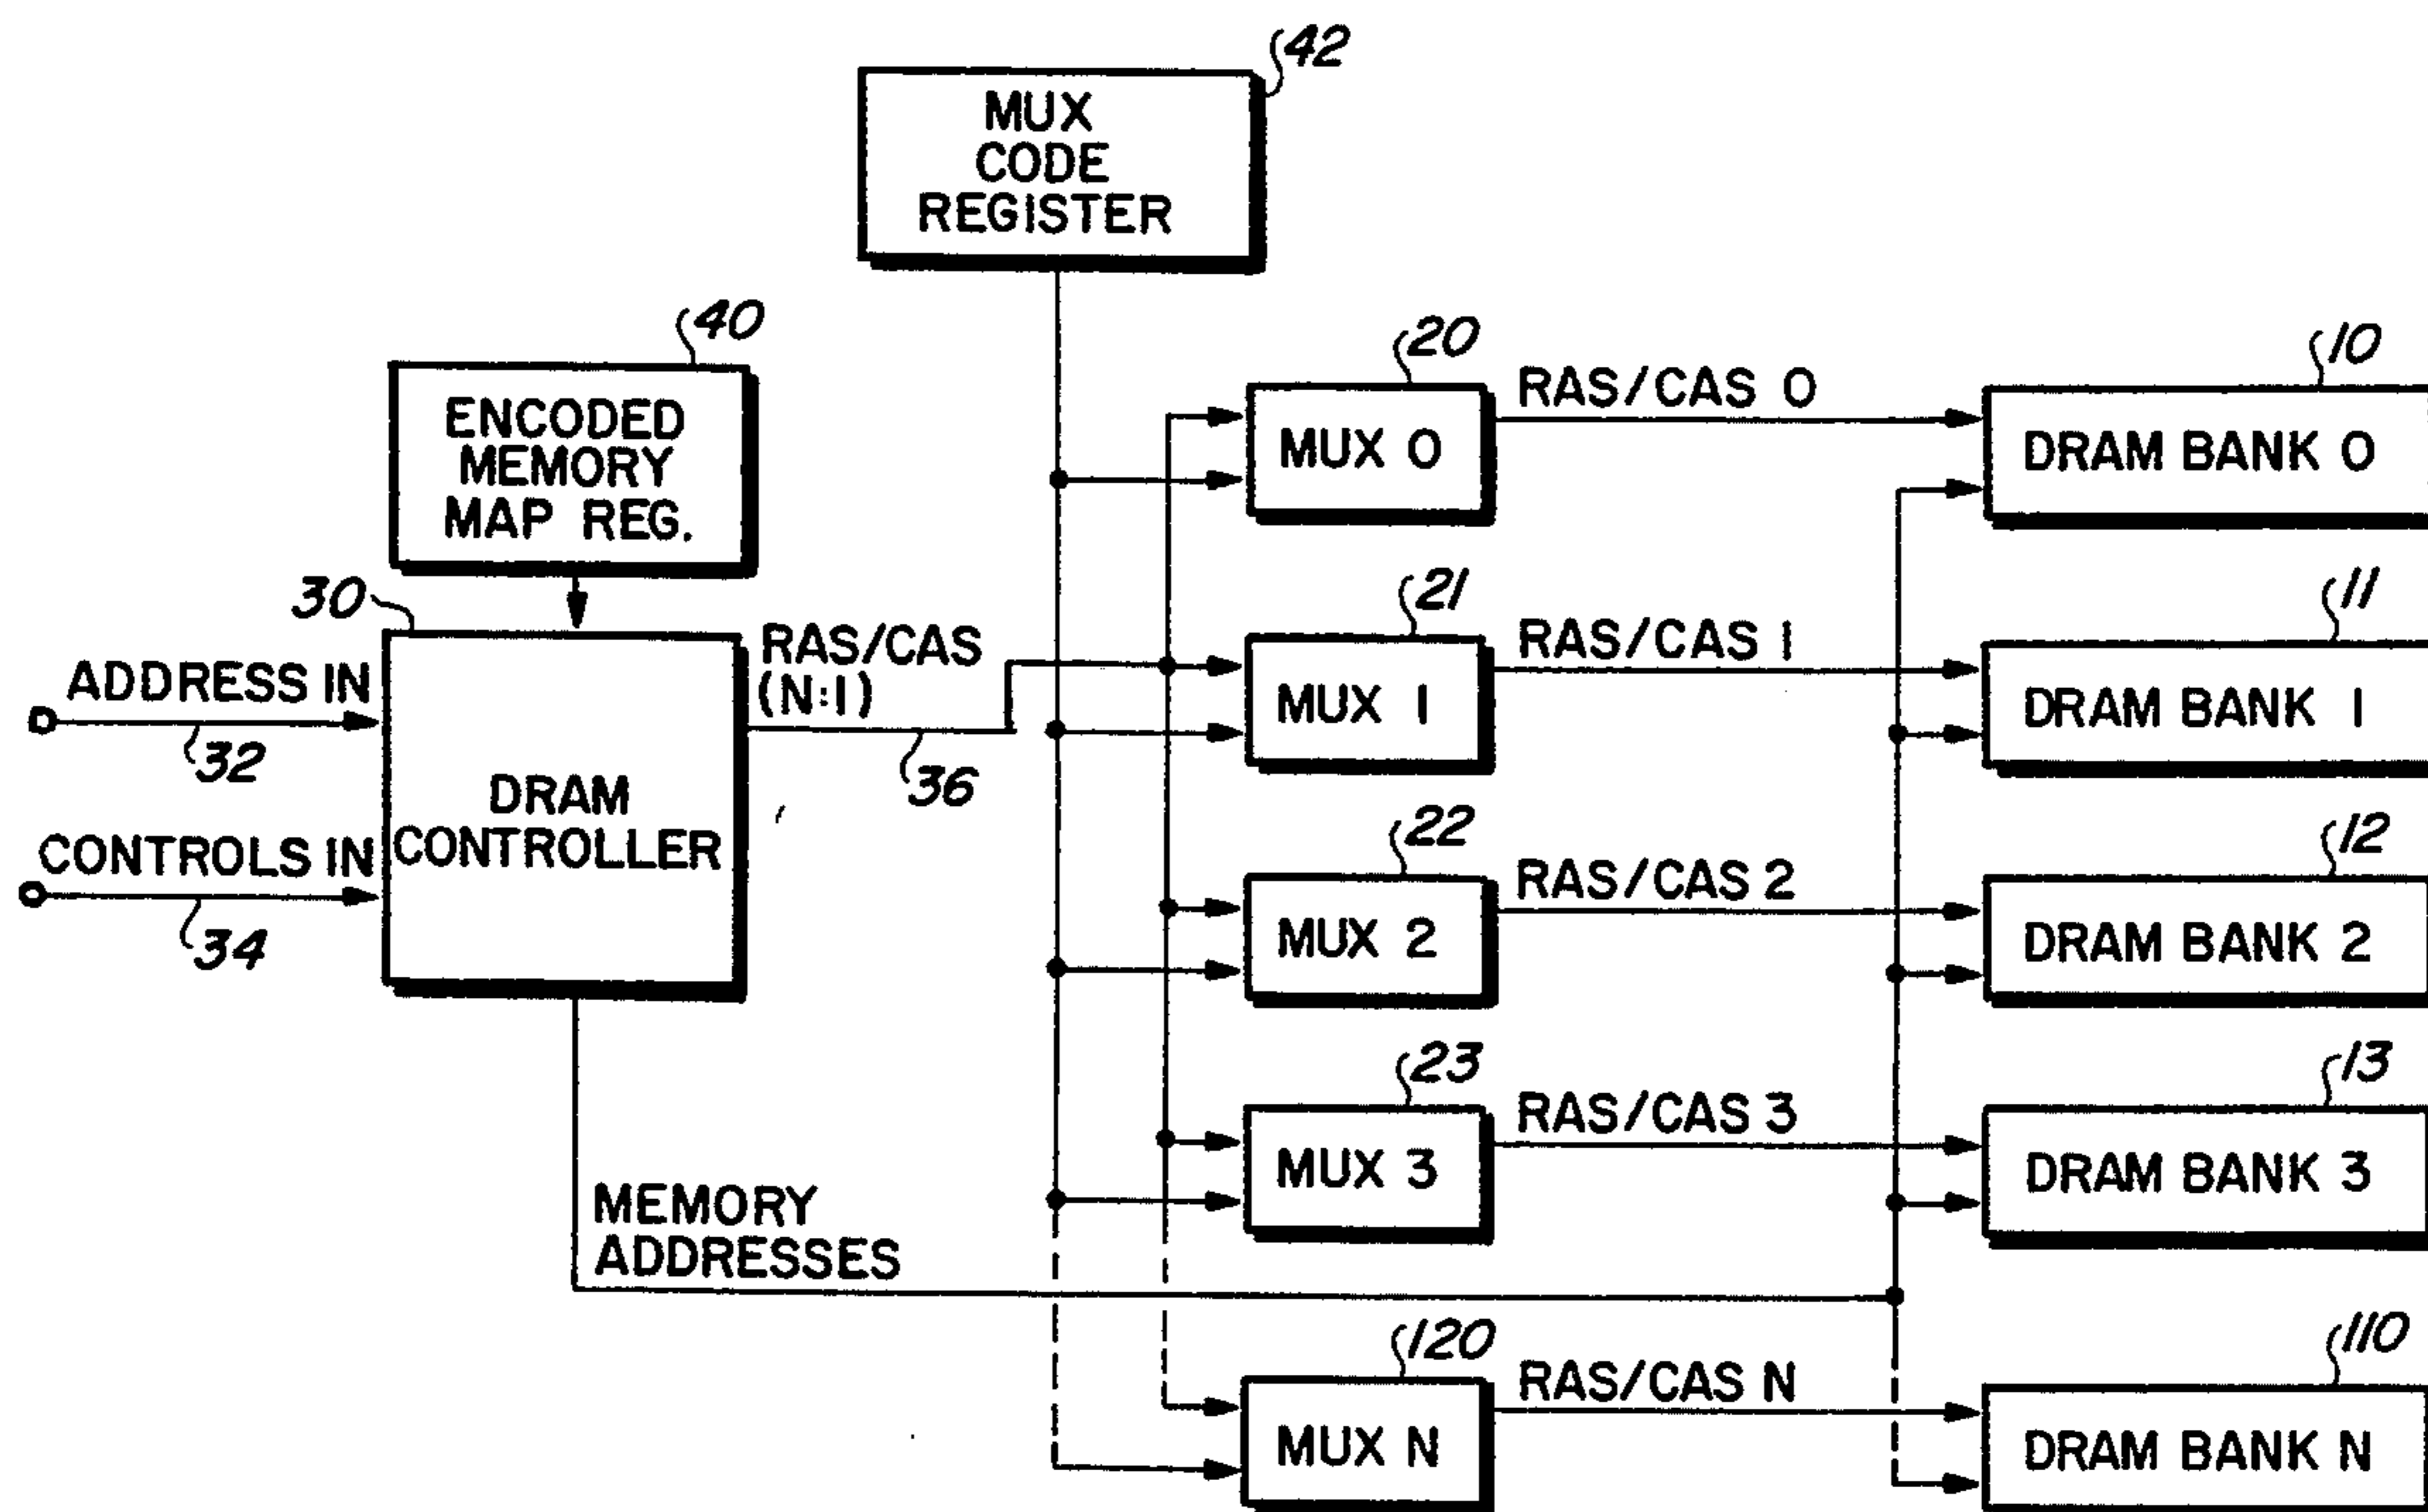 42
MUX
CODE
REGISTER
40
ENCODED
MEMORY
MAP REG.
20
RAS/CAS 0
10
MUX 0
DRAM BANK 0
30
ADDRESS IN
32
RAS/CAS
(N:1)
36
21
RAS/CAS 1
11
MUX 1
DRAM BANK 1
DRAM
CONTROLLER
CONTROLS IN
34
22
RAS/CAS 2
12
MUX 2
DRAM BANK 2
23
RAS/CAS 3
13
MUX 3
DRAM BANK 3
MEMORY
ADDRESSES
120
RAS/CAS N
110
MUX N
DRAM BANK N